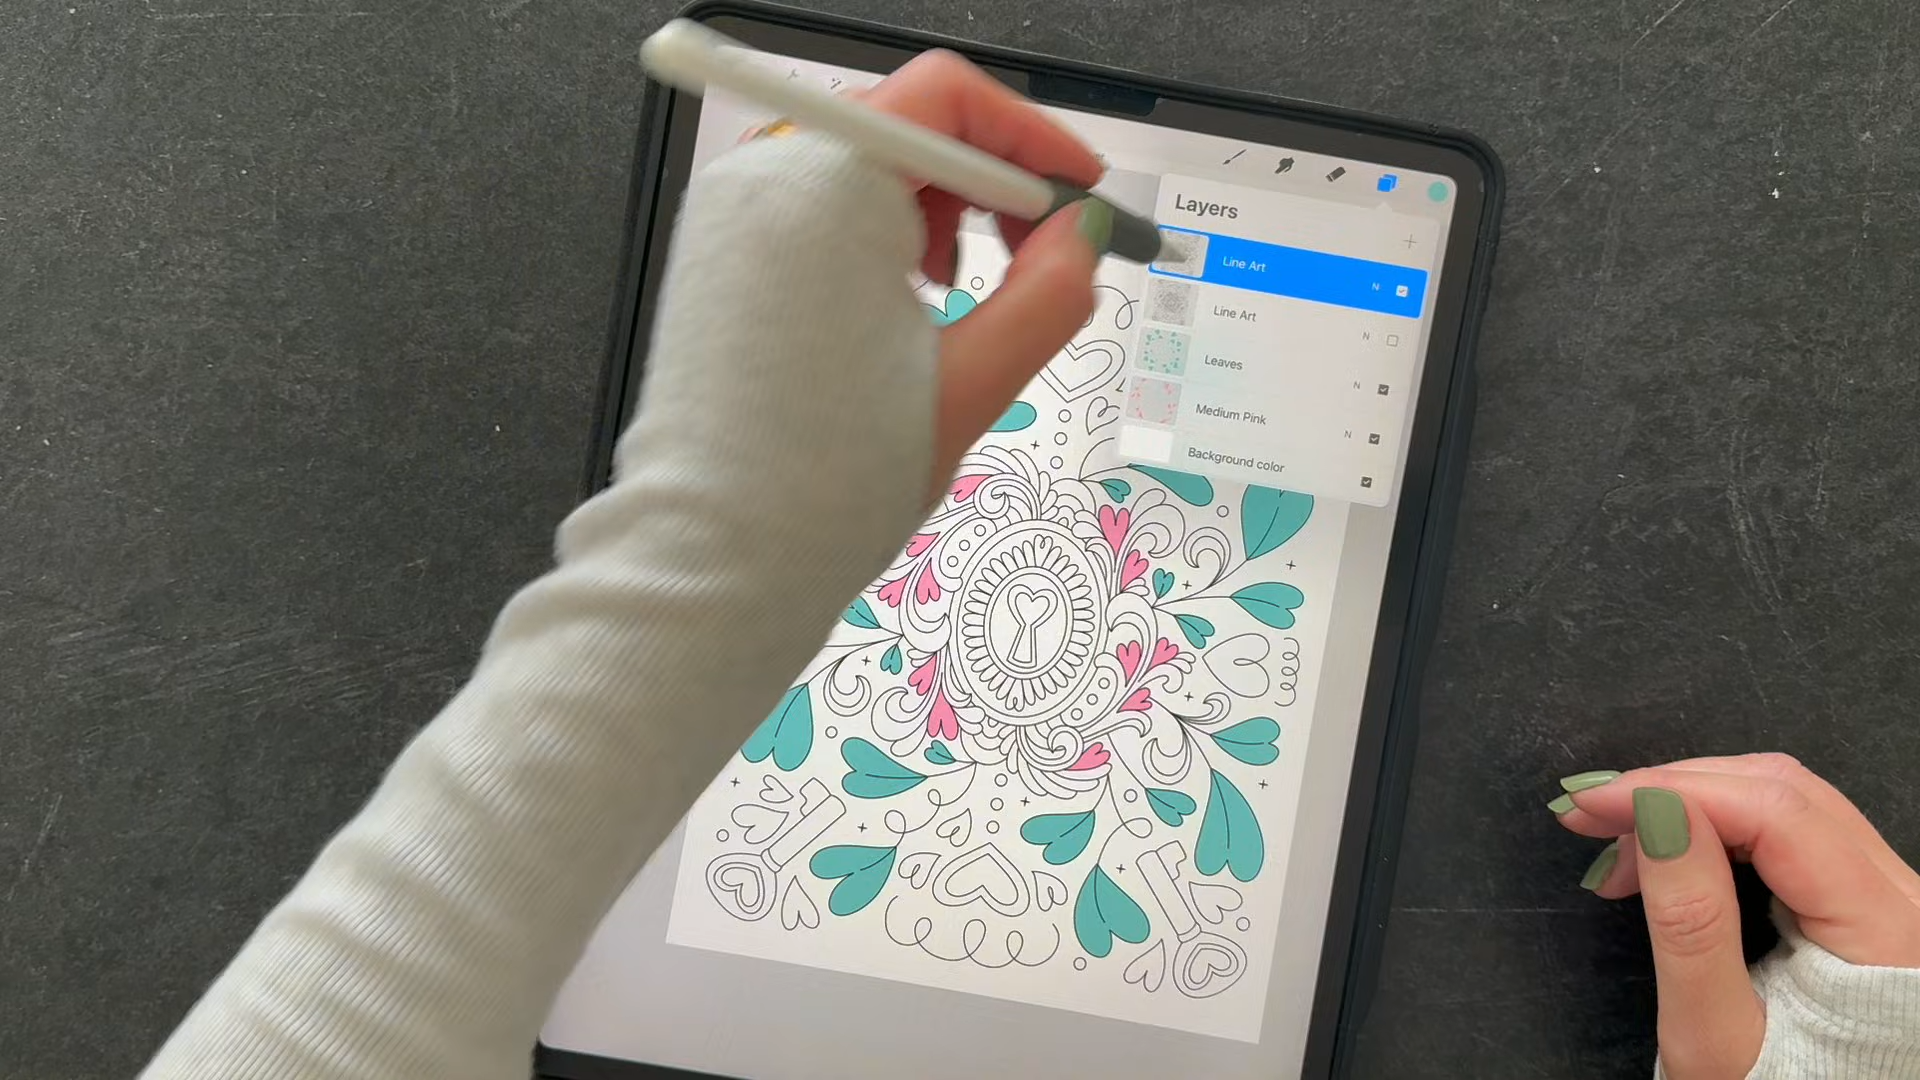 Layers
Line Art
N
Line Art
N
Leaves
N
Medium Pink
N
Background color